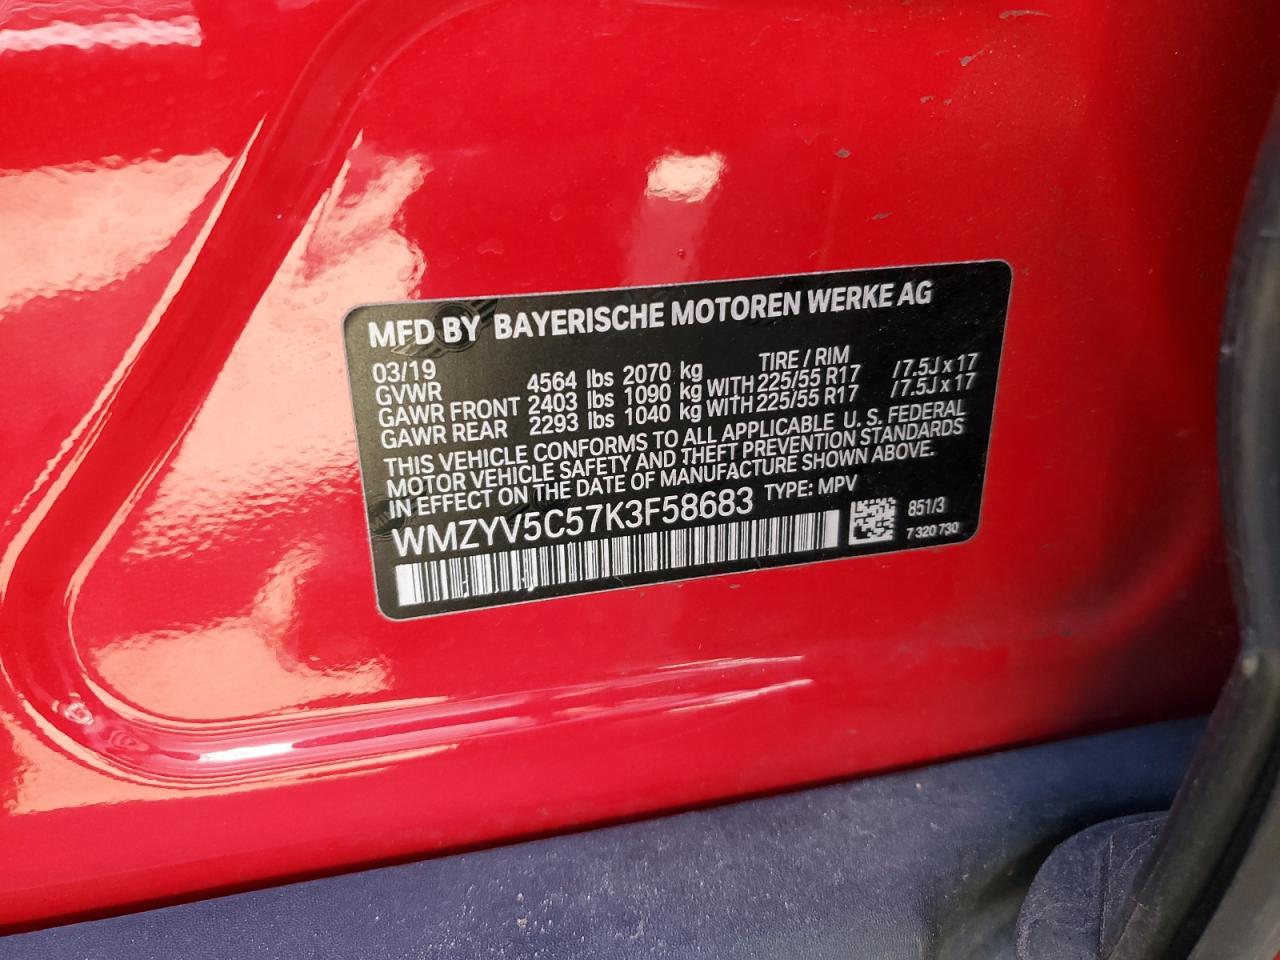 MFD BY BAYERISCHE MOTOREN WERKE AG
03/19 TIRE / RIM
GVWR 4564 lbs 2070 kg
GAWR FRONT 2403 lbs 1090 kg WITH 225/55 R17 /7.5J x 17
GAWR REAR 2293 lbs 1040 kg WITH 225/55 R17 /7.5J x 17
THIS VEHICLE CONFORMS TO ALL APPLICABLE U. S. FEDERAL
MOTOR VEHICLE SAFETY AND THEFT PREVENTION STANDARDS
IN EFFECT ON THE DATE OF MANUFACTURE SHOWN ABOVE.
WMZYV5C57K3F58683 TYPE: MPV
851/3
7 320 730